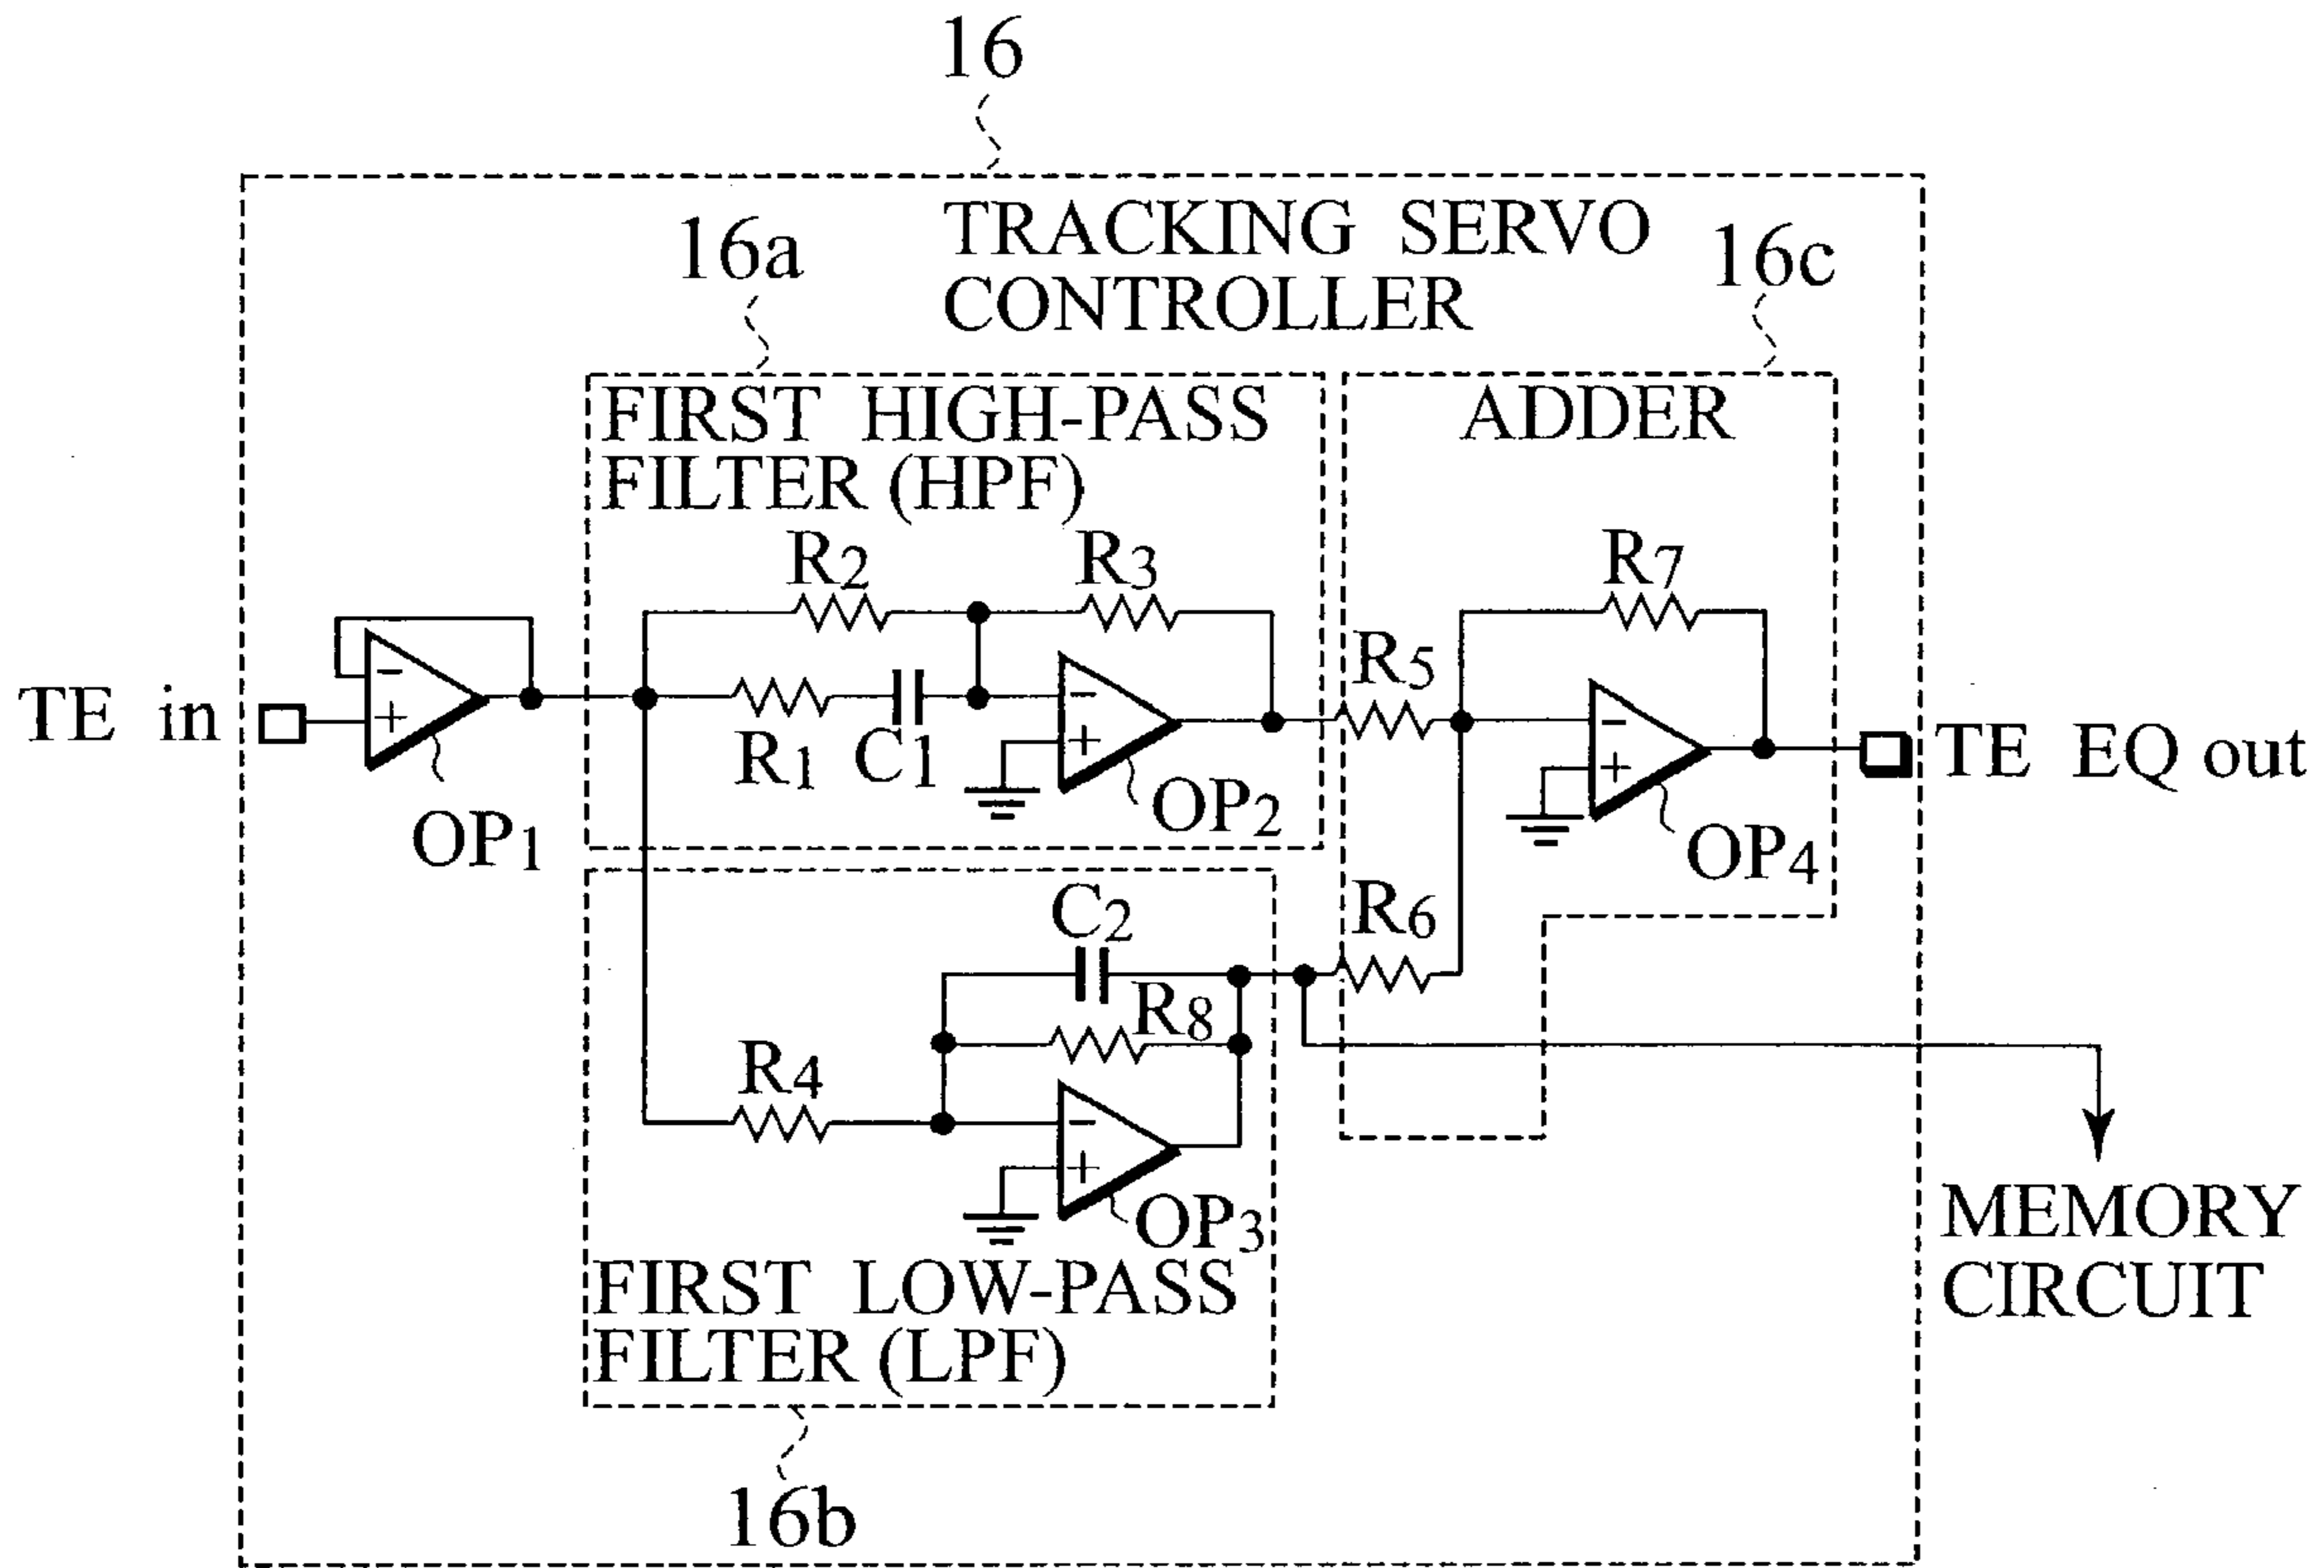 16
TRACKING SERVO
CONTROLLER
16a
16c
FIRST HIGH-PASS
FILTER (HPF)
ADDER
R2
R3
R7
R5
TE in
−
+
R1
C1
−
+
−
+
TE EQ out
OP1
OP2
OP4
C2
R6
R8
R4
−
+
OP3
MEMORY
CIRCUIT
FIRST LOW-PASS
FILTER (LPF)
16b